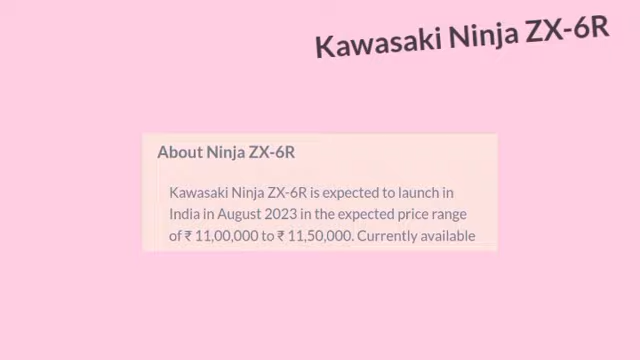 Kawasaki Ninja ZX-6R
About Ninja ZX-6R
Kawasaki Ninja ZX-6R is expected to launch in
India in August 2023 in the expected price range
of ₹ 11,00,000 to ₹ 11,50,000. Currently available